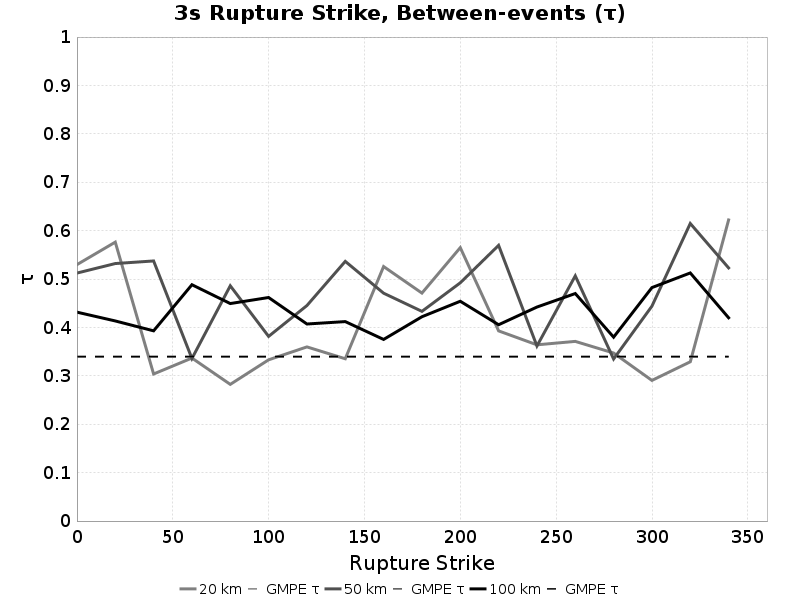 3s Rupture Strike, Between-events (τ)
1
0.9
0.8
0.7
0.6
0.5
0.4
0.3
0.2
0.1
0
τ
0 50 100 150 200 250 300 350
Rupture Strike
20 km GMPE τ 50 km GMPE τ 100 km GMPE τ